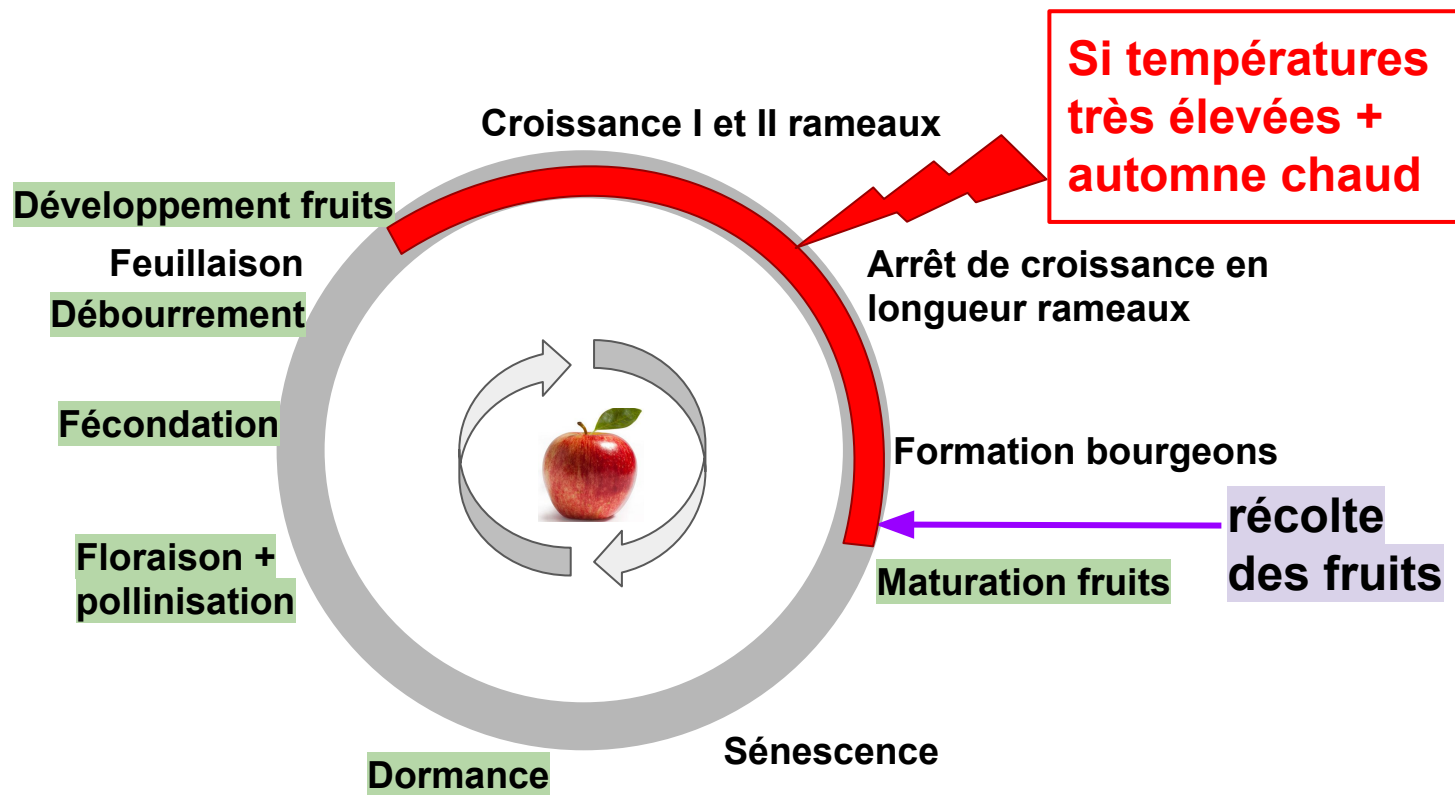 Si températures
très élevées +
automne chaud
Croissance I et II rameaux
Développement fruits
Feuillaison
Débourrement
Arrêt de croissance en
longueur rameaux
Fécondation
Formation bourgeons
récolte
des fruits
Floraison +
pollinisation
Maturation fruits
Sénescence
Dormance